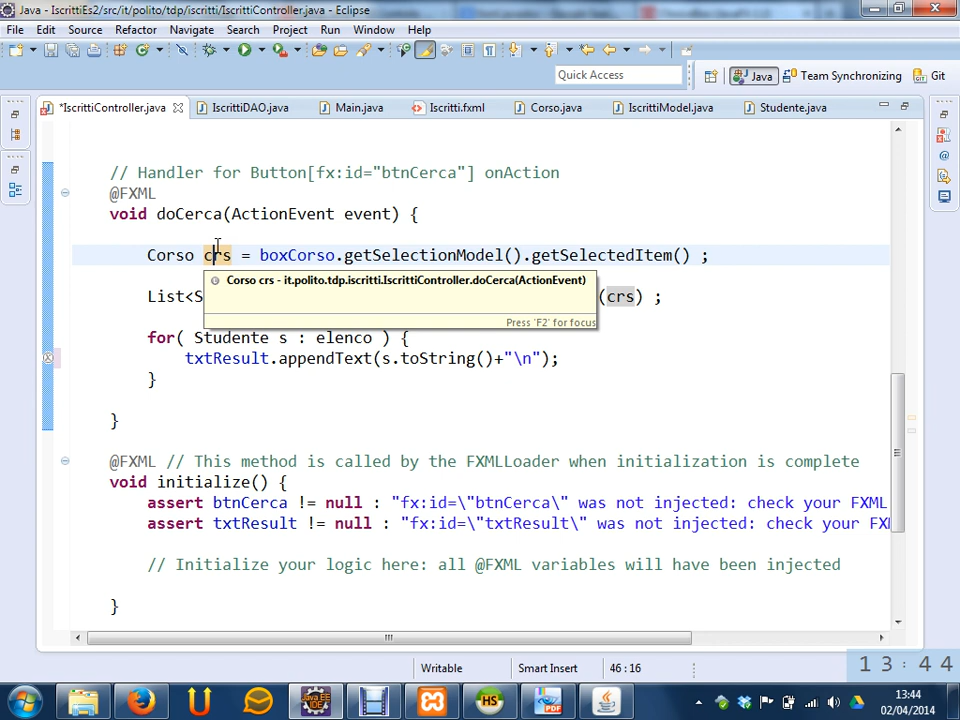 Java - IscrittiEs2/src/it/polito/tdp/iscritti/IscrittiController.java - Eclipse
File Edit Source Refactor Navigate Search Project Run Window Help
Quick Access Java Team Synchronizing Git
*IscrittiController.java IscrittiDAO.java Main.java Iscritti.fxml Corso.java IscrittiModel.java Studente.java
// Handler for Button[fx:id="btnCerca"] onAction
@FXML
void doCerca(ActionEvent event) {
Corso crs = boxCorso.getSelectionModel().getSelectedItem() ;
Corso crs - it.polito.tdp.iscritti.IscrittiController.doCerca(ActionEvent)
List<S (crs) ;
Press 'F2' for focus
for( Studente s : elenco ) {
txtResult.appendText(s.toString()+"\n");
}
}
@FXML // This method is called by the FXMLLoader when initialization is complete
void initialize() {
assert btnCerca != null : "fx:id=\"btnCerca\" was not injected: check your FXML
assert txtResult != null : "fx:id=\"txtResult\" was not injected: check your FXM
// Initialize your logic here: all @FXML variables will have been injected
}
Writable Smart Insert 46 : 16
13:44
HS PDF Java EE IDE
13:44
02/04/2014